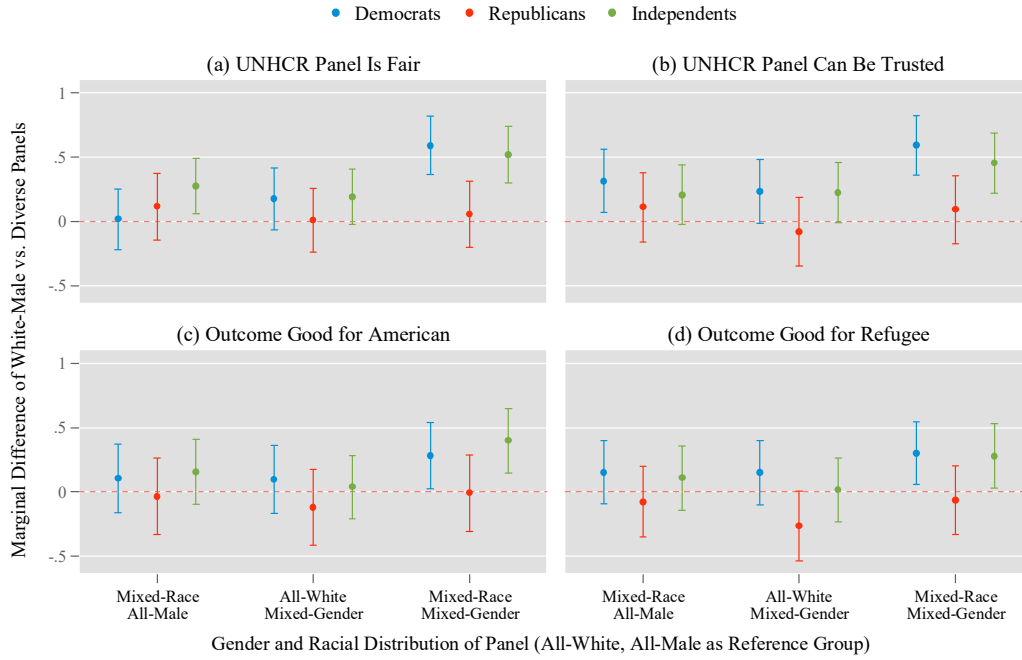 Democrats Republicans Independents
(a) UNHCR Panel Is Fair
(b) UNHCR Panel Can Be Trusted
1
.5
0
-.5
(c) Outcome Good for American
(d) Outcome Good for Refugee
1
.5
0
-.5
Marginal Difference of White-Male vs. Diverse Panels
Mixed-Race
All-Male
All-White
Mixed-Gender
Mixed-Race
Mixed-Gender
Mixed-Race
All-Male
All-White
Mixed-Gender
Mixed-Race
Mixed-Gender
Gender and Racial Distribution of Panel (All-White, All-Male as Reference Group)